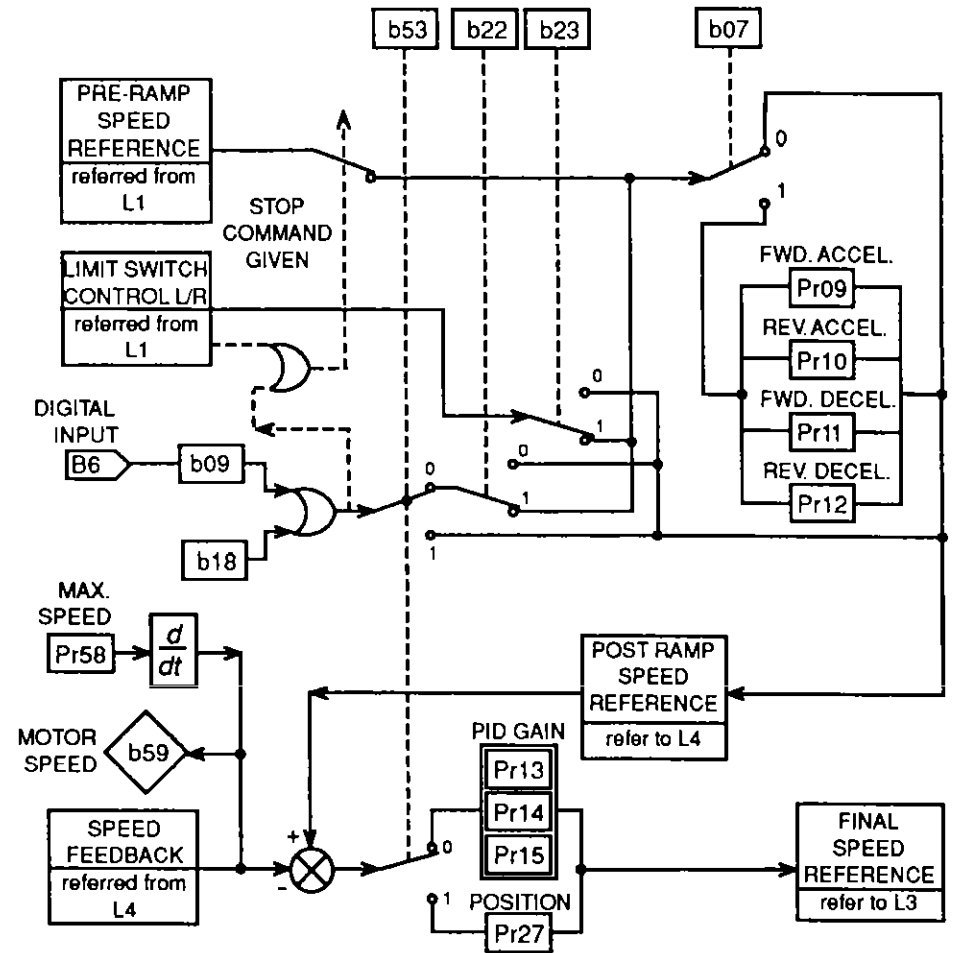 b53
b22
b23
b07
PRE-RAMP
SPEED
REFERENCE
referred from
L1
0
1
STOP
COMMAND
GIVEN
LIMIT SWITCH
CONTROL L/R
referred from
L1
FWD. ACCEL.
Pr09
REV. ACCEL.
Pr10
FWD. DECEL.
Pr11
REV. DECEL.
Pr12
0
1
DIGITAL
INPUT
B6
b09
b18
0
1
0
1
MAX.
SPEED
Pr58
d
dt
MOTOR
SPEED
b59
POST RAMP
SPEED
REFERENCE
refer to L4
PID GAIN
Pr13
Pr14
Pr15
SPEED
FEEDBACK
referred from
L4
+
-
0
1
POSITION
Pr27
FINAL
SPEED
REFERENCE
refer to L3